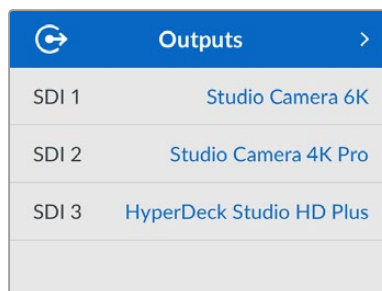 Outputs
SDI 1 Studio Camera 6K
SDI 2 Studio Camera 4K Pro
SDI 3 HyperDeck Studio HD Plus